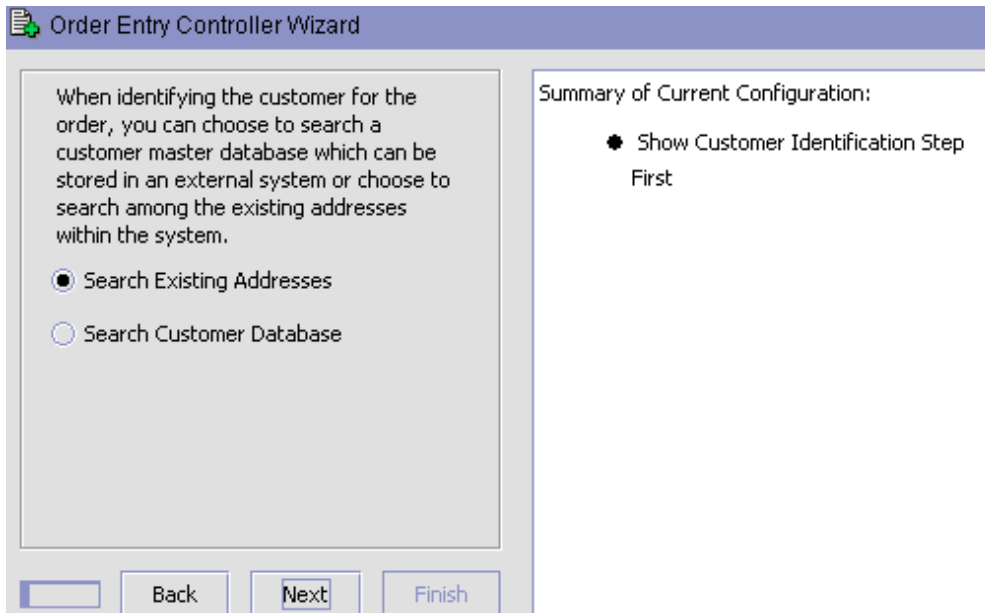 Order Entry Controller Wizard
When identifying the customer for the
order, you can choose to search a
customer master database which can be
stored in an external system or choose to
search among the existing addresses
within the system.
Search Existing Addresses
Search Customer Database
Summary of Current Configuration:
Show Customer Identification Step
First
Back
Next
Finish